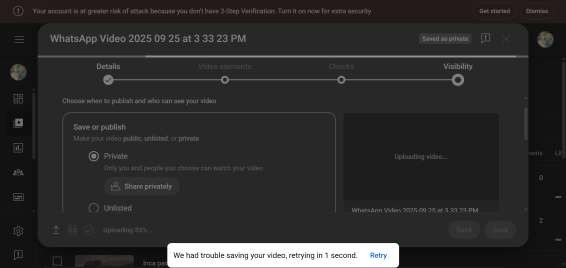 Your account is at greater risk of attack because you don't have 2-Step Verification. Turn it on now for extra security.
Get started
Dismiss
WhatsApp Video 2025 09 25 at 3 33 23 PM
Saved as private
Details
Video elements
Checks
Visibility
Choose when to publish and who can see your video
Save or publish
Make your video public, unlisted, or private
Private
Only you and people you choose can watch your video
Share privately
Unlisted
Uploading video...
WhatsApp Video 2025 09 25 at 3 33 23 PM
0
2
Back
Save
We had trouble saving your video, retrying in 1 second.
Retry
Inca